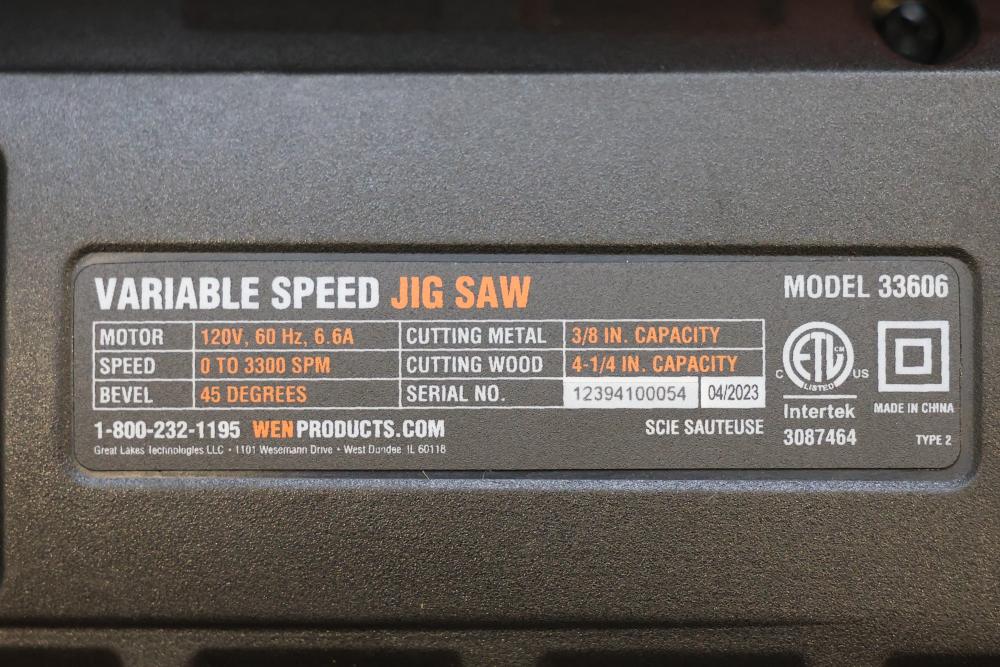 VARIABLE SPEED JIG SAW
MODEL 33606
MOTOR 120V, 60 Hz, 6.6A CUTTING METAL 3/8 IN. CAPACITY
SPEED 0 TO 3300 SPM CUTTING WOOD 4-1/4 IN. CAPACITY
BEVEL 45 DEGREES SERIAL NO. 12394100054 04/2023
1-800-232-1195 WENPRODUCTS.COM
SCIE SAUTEUSE
Great Lakes Technologies LLC • 1101 Wesemann Drive • West Dundee IL 60118
ETL CM
C LISTED US
Intertek
3087464
MADE IN CHINA
TYPE 2